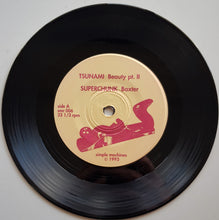 TSUNAMI Beauty pt. II
SUPERCHUNK Baxter
side A
smr 006
33 1/3 rpm
simple machines
© 1993